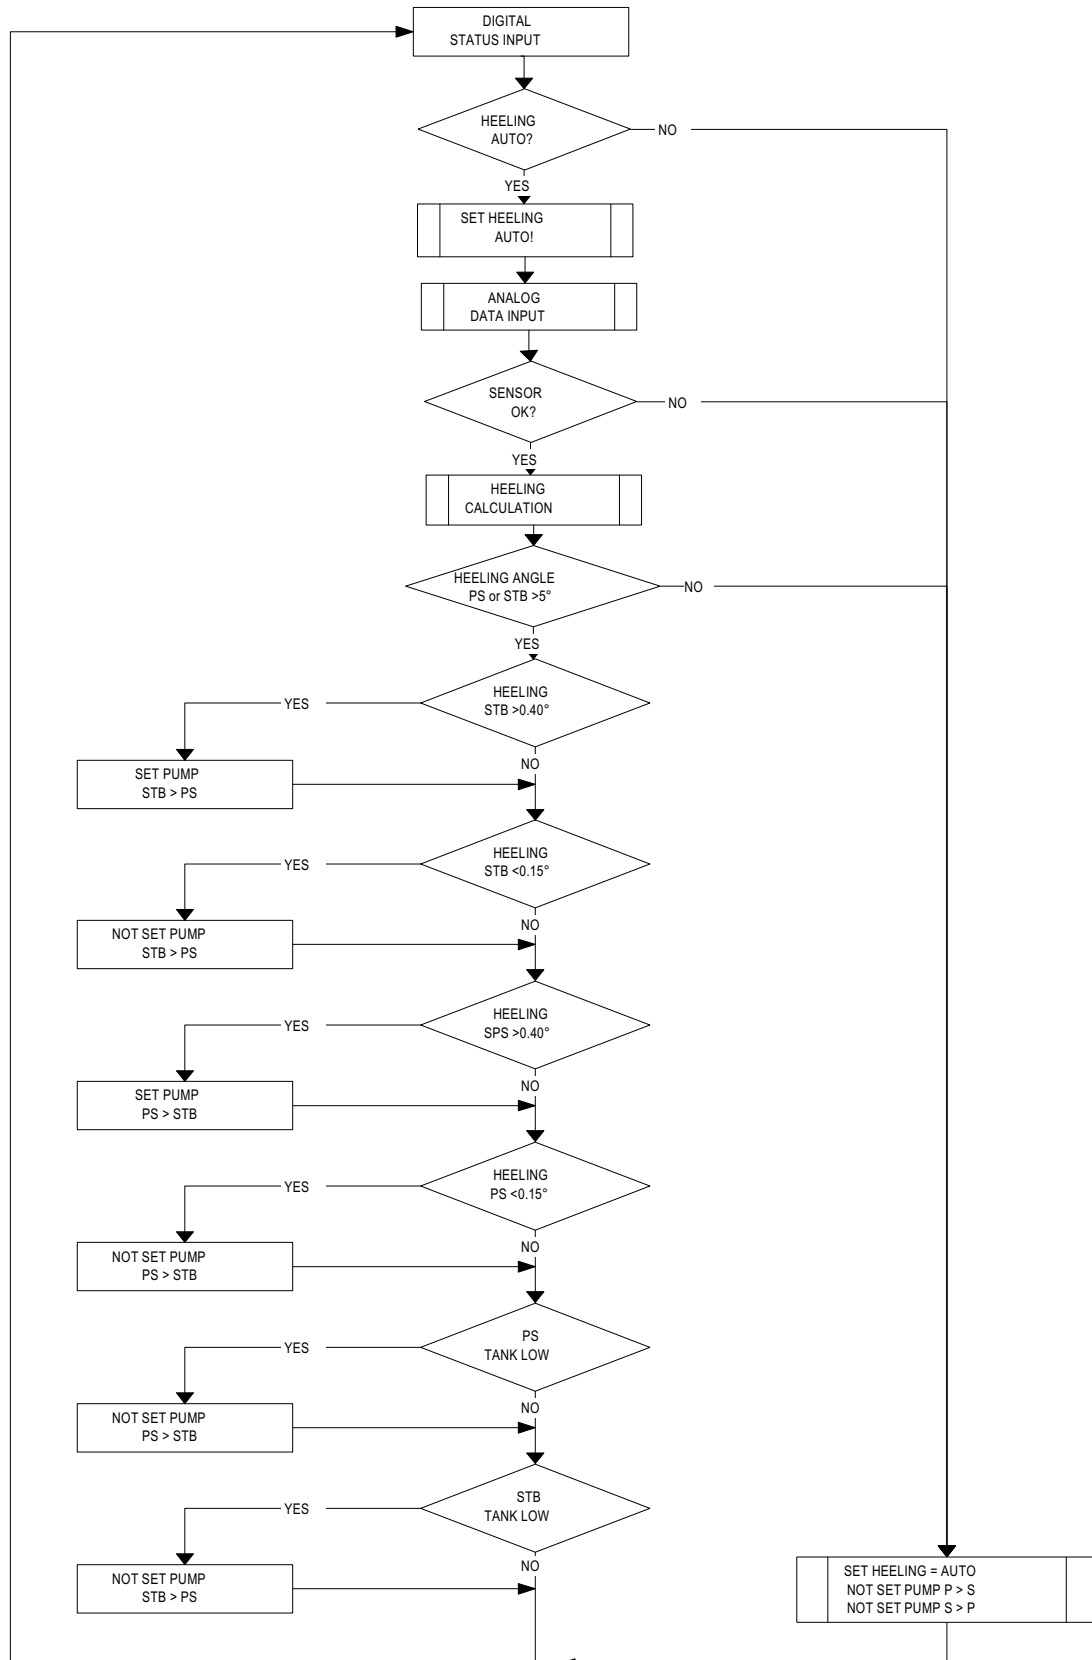 DIGITAL
STATUS INPUT
HEELING
AUTO?
NO
YES
SET HEELING
AUTO!
ANALOG
DATA INPUT
SENSOR
OK?
NO
YES
HEELING
CALCULATION
HEELING ANGLE
PS or STB >5°
NO
YES
HEELING
STB >0.40°
YES
NO
SET PUMP
STB > PS
HEELING
STB <0.15°
YES
NO
NOT SET PUMP
STB > PS
HEELING
SPS >0.40°
YES
NO
SET PUMP
PS > STB
HEELING
PS <0.15°
YES
NO
NOT SET PUMP
PS > STB
PS
TANK LOW
YES
NO
NOT SET PUMP
PS > STB
STB
TANK LOW
YES
NO
NOT SET PUMP
STB > PS
SET HEELING = AUTO
NOT SET PUMP P > S
NOT SET PUMP S > P